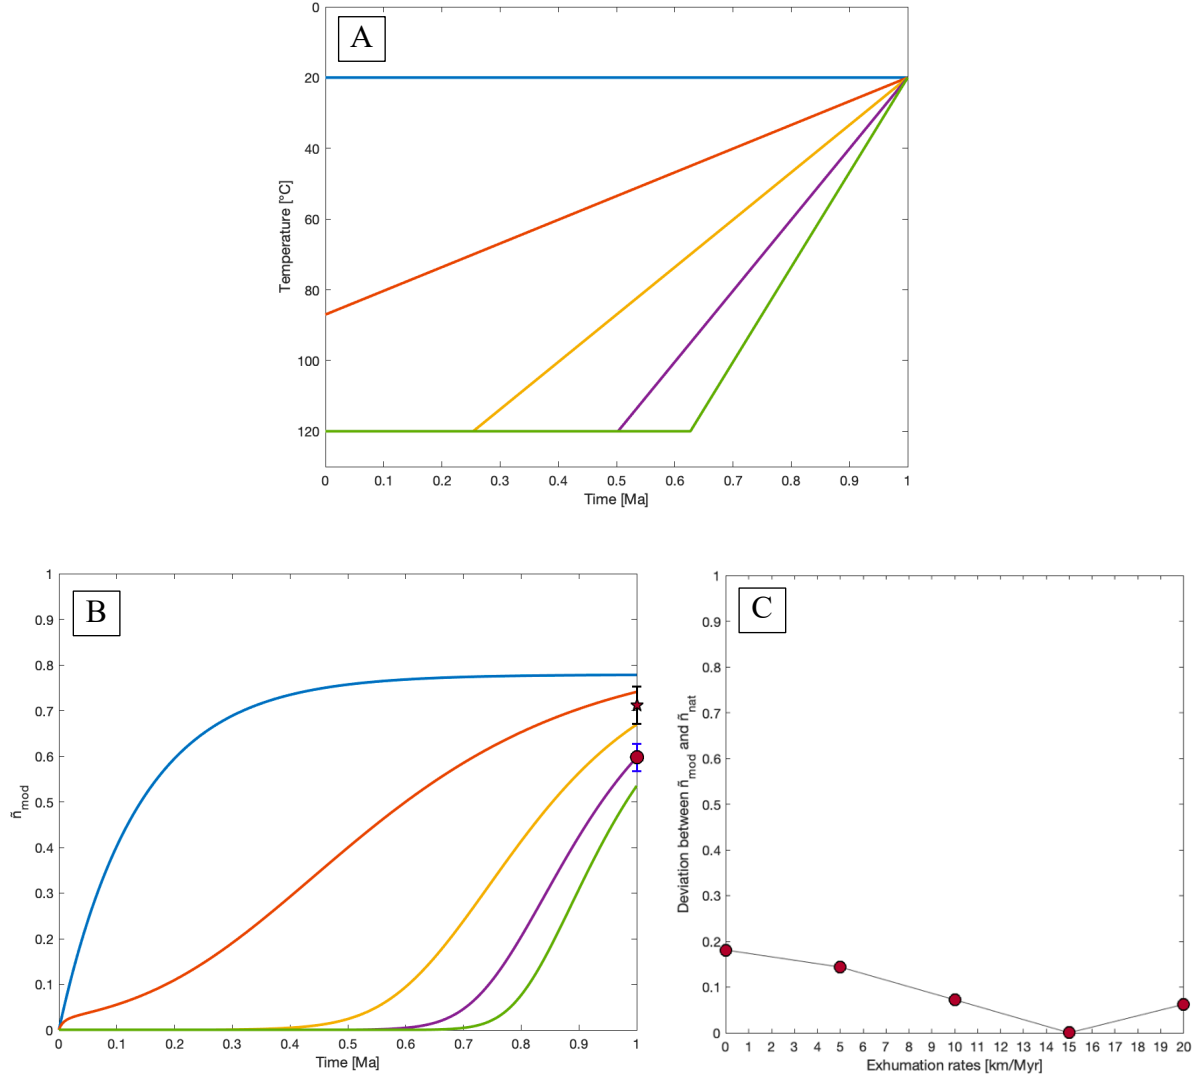 A
0
20
40
60
80
100
120
Temperature [°C]
0 0.1 0.2 0.3 0.4 0.5 0.6 0.7 0.8 0.9 1
Time [Ma]
B
1
0.9
0.8
0.7
0.6
0.5
0.4
0.3
0.2
0.1
0
ñmod
0 0.1 0.2 0.3 0.4 0.5 0.6 0.7 0.8 0.9 1
Time [Ma]
C
1
0.9
0.8
0.7
0.6
0.5
0.4
0.3
0.2
0.1
0
Deviation between ñmod and ñnat
0 1 2 3 4 5 6 7 8 9 10 11 12 13 14 15 16 17 18 19 20
Exhumation rates [km/Myr]